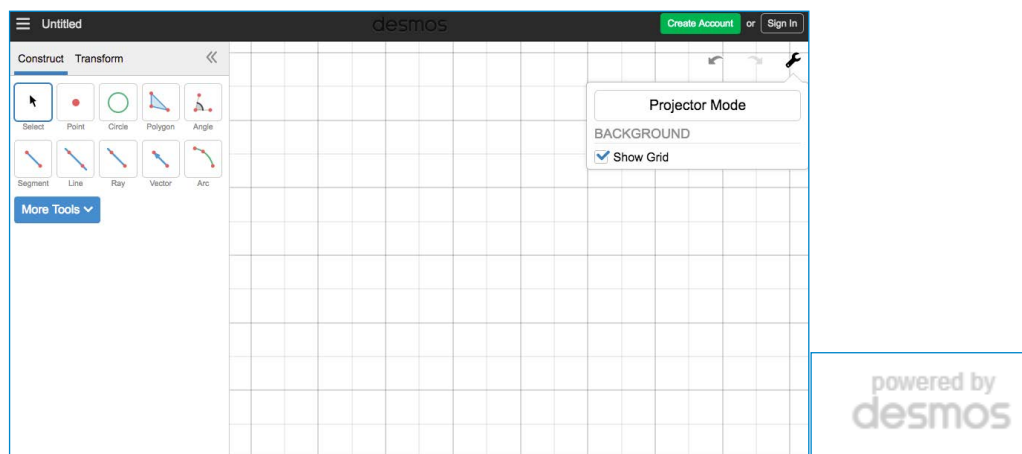 Untitled
desmos
Create Account or Sign In
Construct Transform
Projector Mode
BACKGROUND
Show Grid
Select Point Circle Polygon Angle
Segment Line Ray Vector Arc
More Tools
powered by
desmos